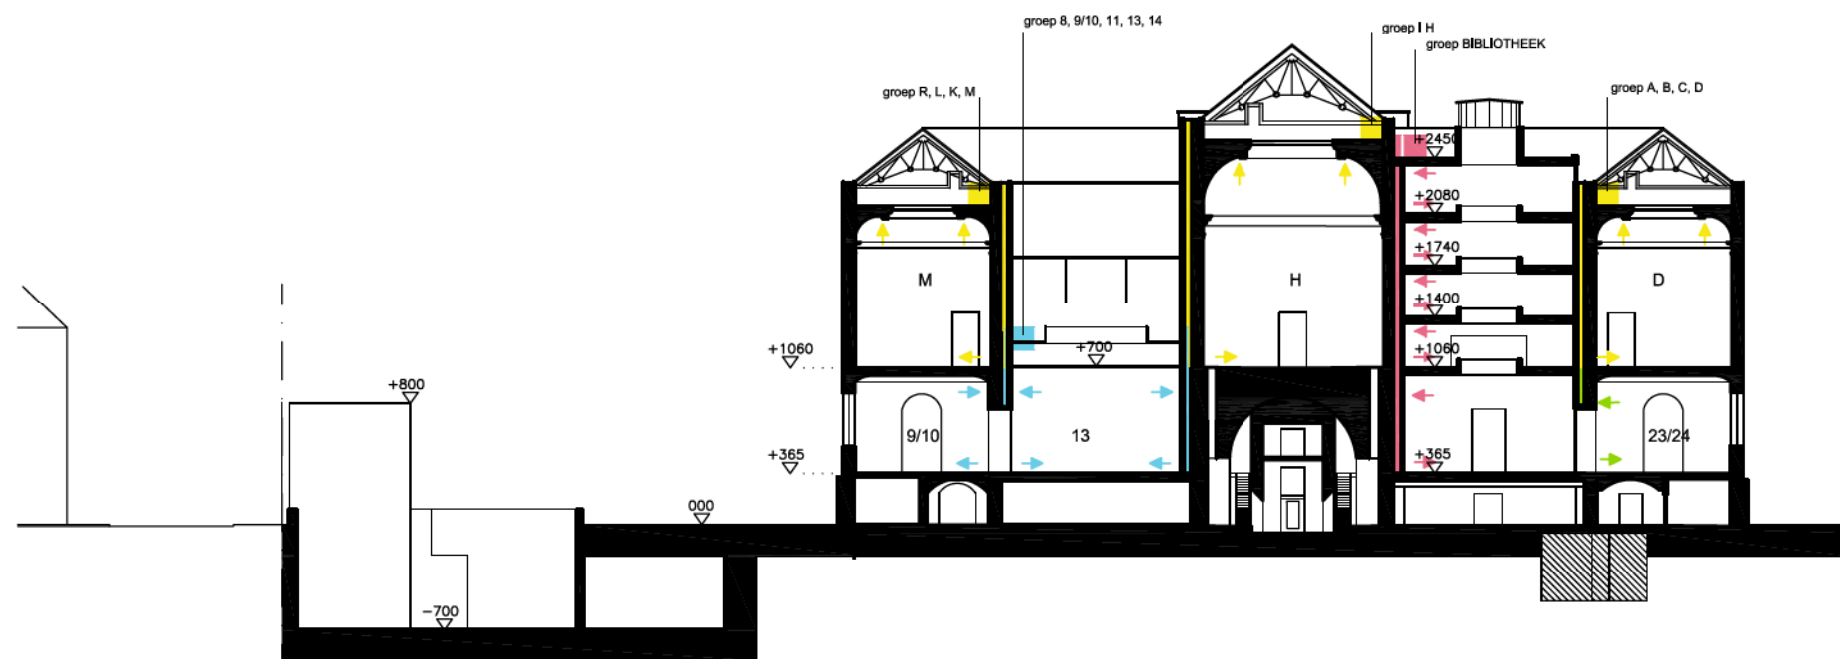 groep 8, 9/10, 11, 13, 14
groep I H
groep BIBLIOTHEEK
groep R, L, K, M
groep A, B, C, D
+2450
+2080
+1740
M
H
D
+1400
+1060
+700
+1060
+800
9/10
13
23/24
+365
+365
000
-700